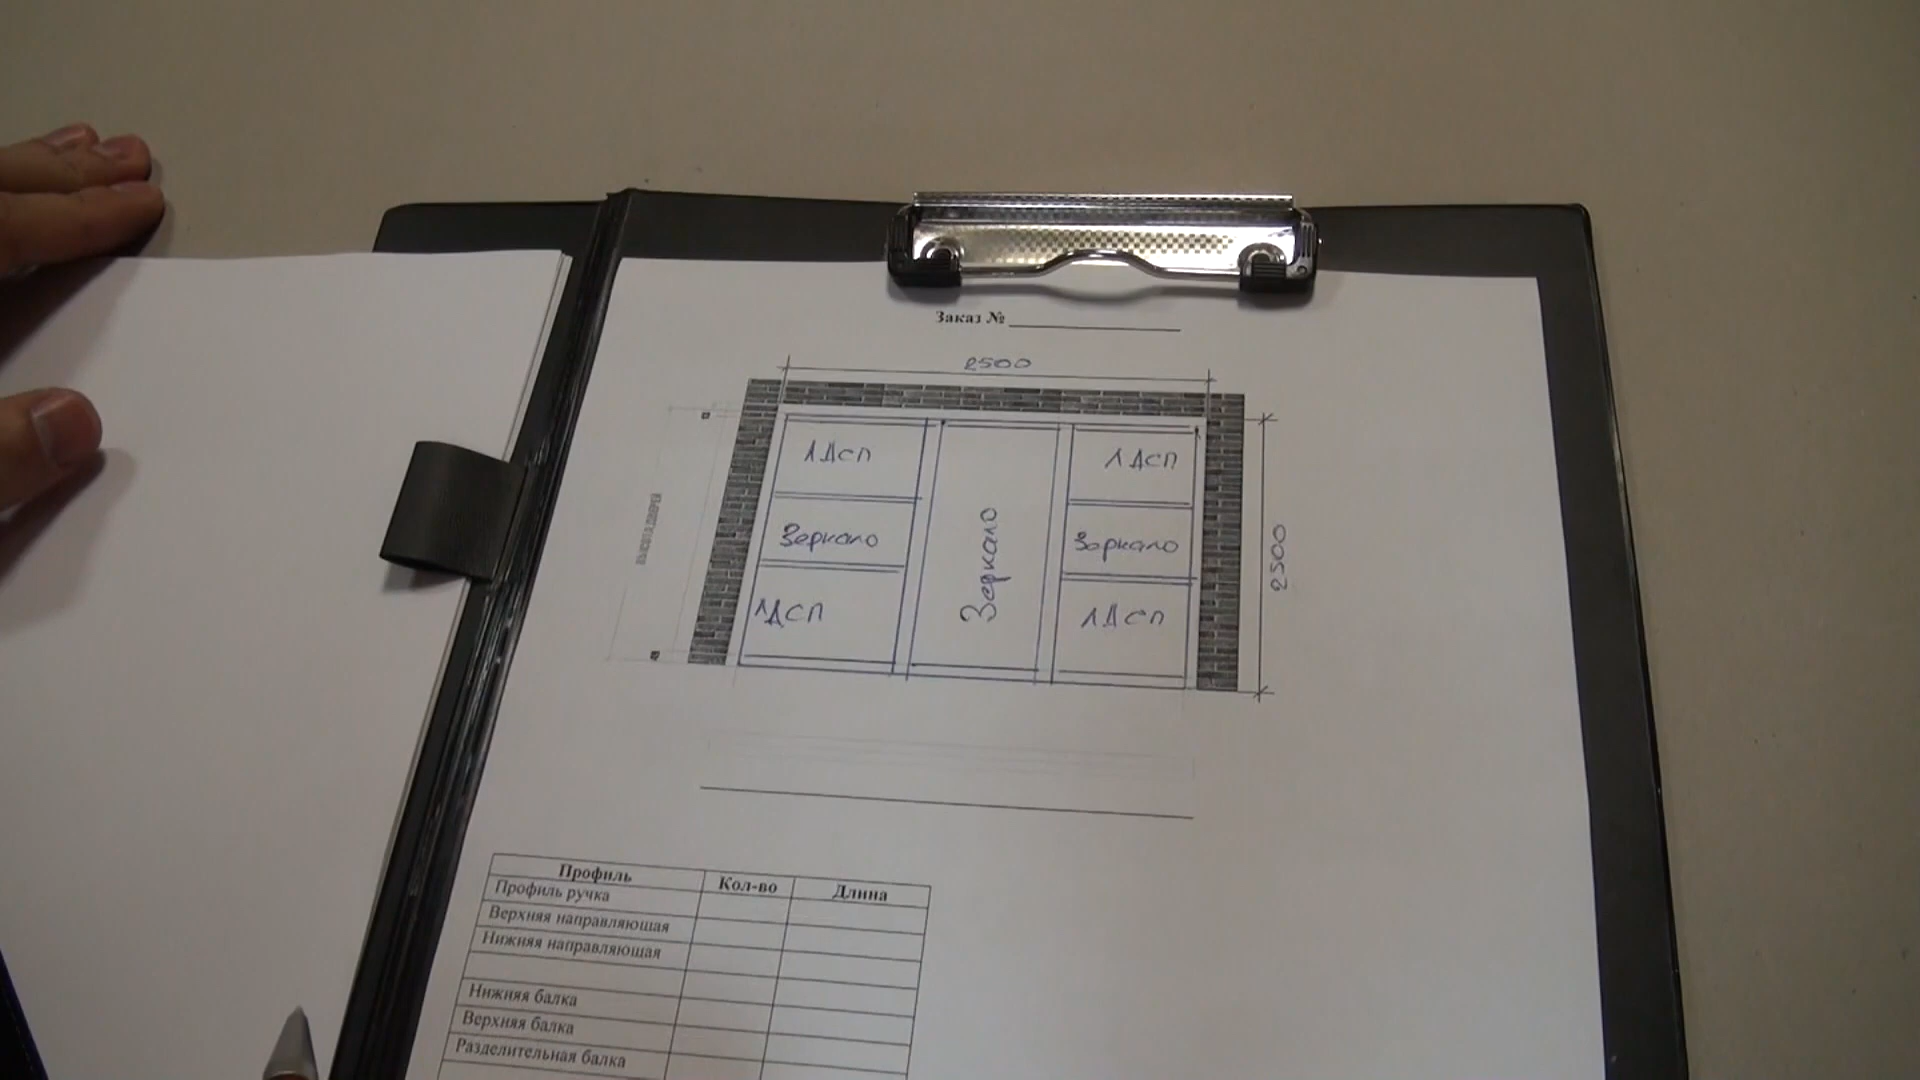 Заказ №
2500
ЛДСП
ЛДСП
Зеркало
Зеркало
Зеркало
ЛДСП
ЛДСП
2500
Профиль Кол-во Длина
Профиль ручка
Верхняя направляющая
Нижняя направляющая
Нижняя балка
Верхняя балка
Разделительная балка